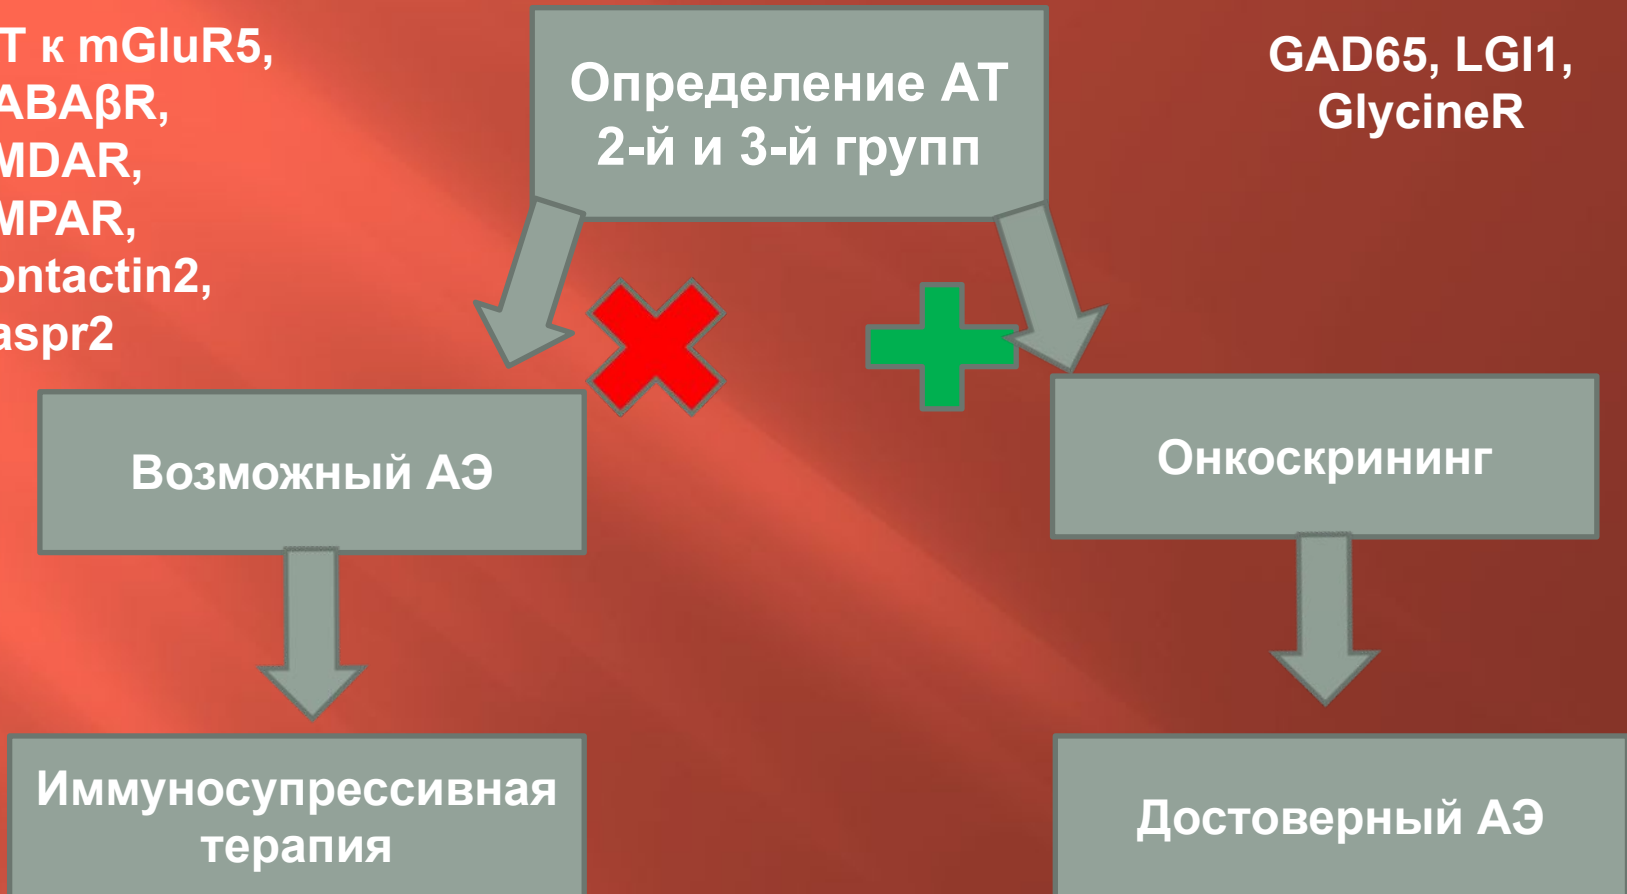 Т к mGluR5,
ABAβR,
MDAR,
MPAR,
ontactin2,
aspr2
Определение АТ
2-й и 3-й групп
GAD65, LGI1,
GlycineR
Возможный АЭ
Онкоскрининг
Иммуносупрессивная
терапия
Достоверный АЭ